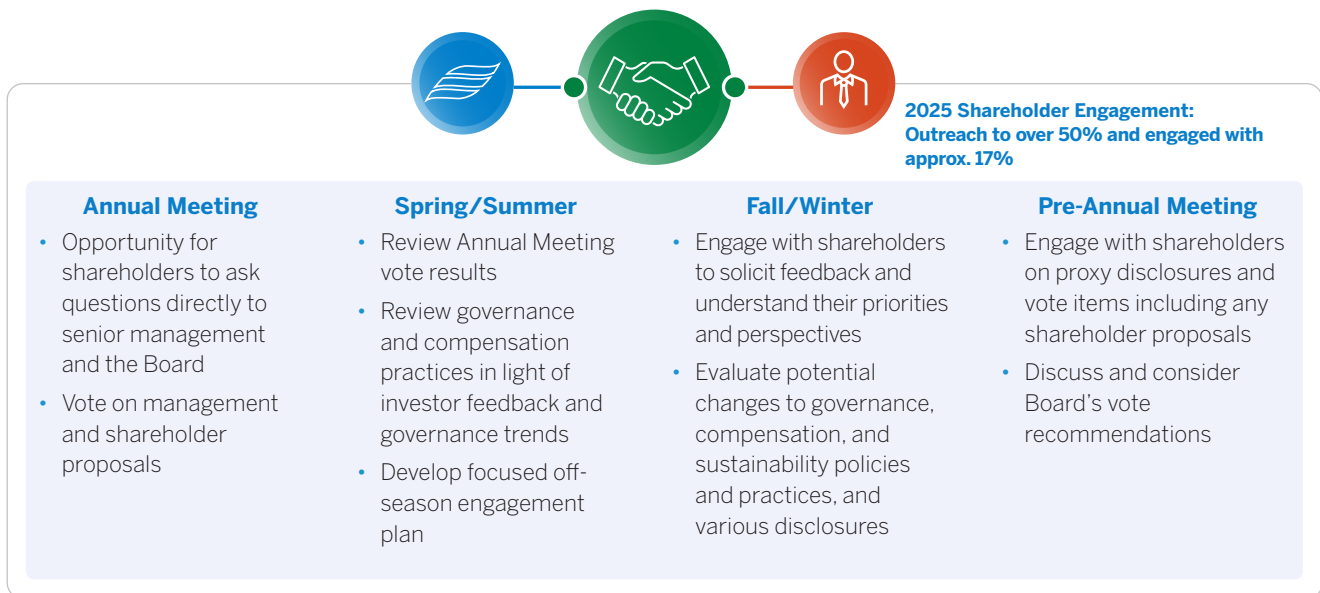 2025 Shareholder Engagement:
Outreach to over 50% and engaged with
approx. 17%
Annual Meeting
• Opportunity for
shareholders to ask
questions directly to
senior management
and the Board
• Vote on management
and shareholder
proposals
Spring/Summer
• Review Annual Meeting
vote results
• Review governance
and compensation
practices in light of
investor feedback and
governance trends
• Develop focused off-
season engagement
plan
Fall/Winter
• Engage with shareholders
to solicit feedback and
understand their priorities
and perspectives
• Evaluate potential
changes to governance,
compensation, and
sustainability policies
and practices, and
various disclosures
Pre-Annual Meeting
• Engage with shareholders
on proxy disclosures and
vote items including any
shareholder proposals
• Discuss and consider
Board’s vote
recommendations